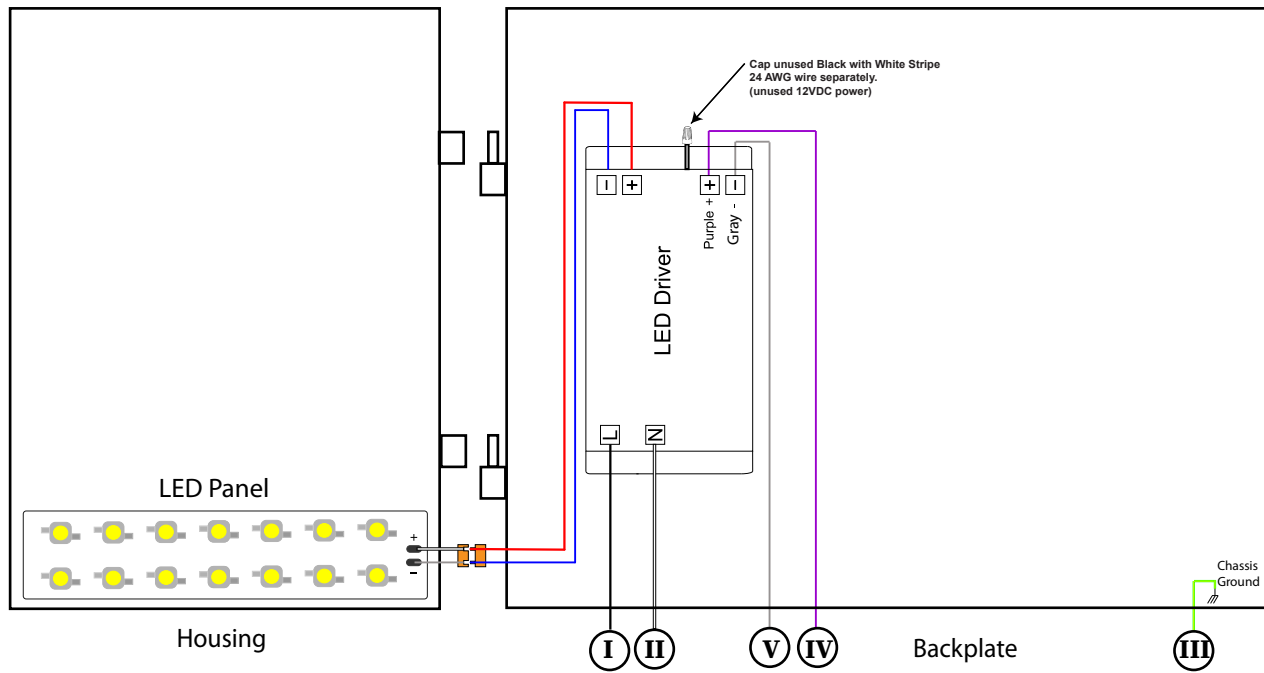 Cap unused Black with White Stripe
24 AWG wire separately.
(unused 12VDC power)
− + + −
Purple +
Gray -
LED Driver
L N
LED Panel
+
−
Chassis
Ground
Housing
I II V IV Backplate III